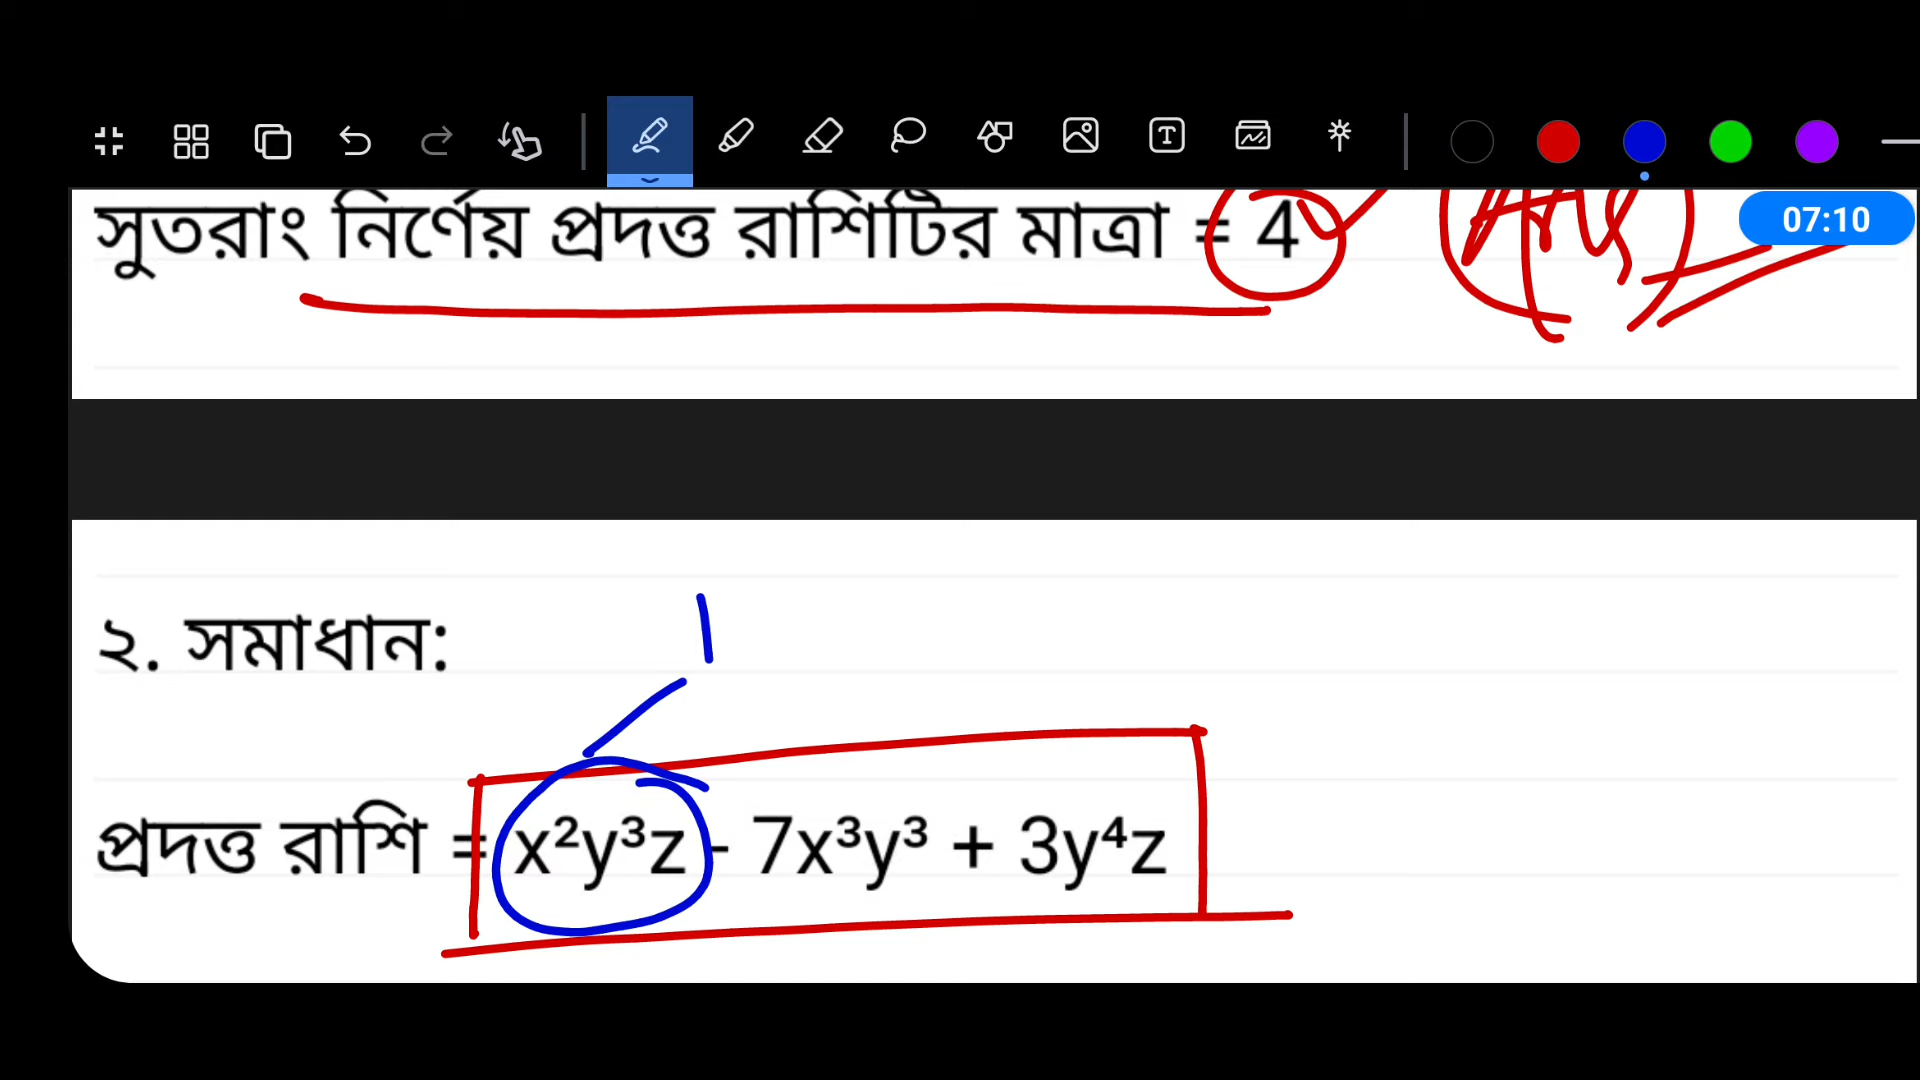 07:10
সুতরাং নির্ণেয় প্রদত্ত রাশিটির মাত্রা = 4
২. সমাধান:
প্রদত্ত রাশি = x²y³z - 7x³y³ + 3y⁴z